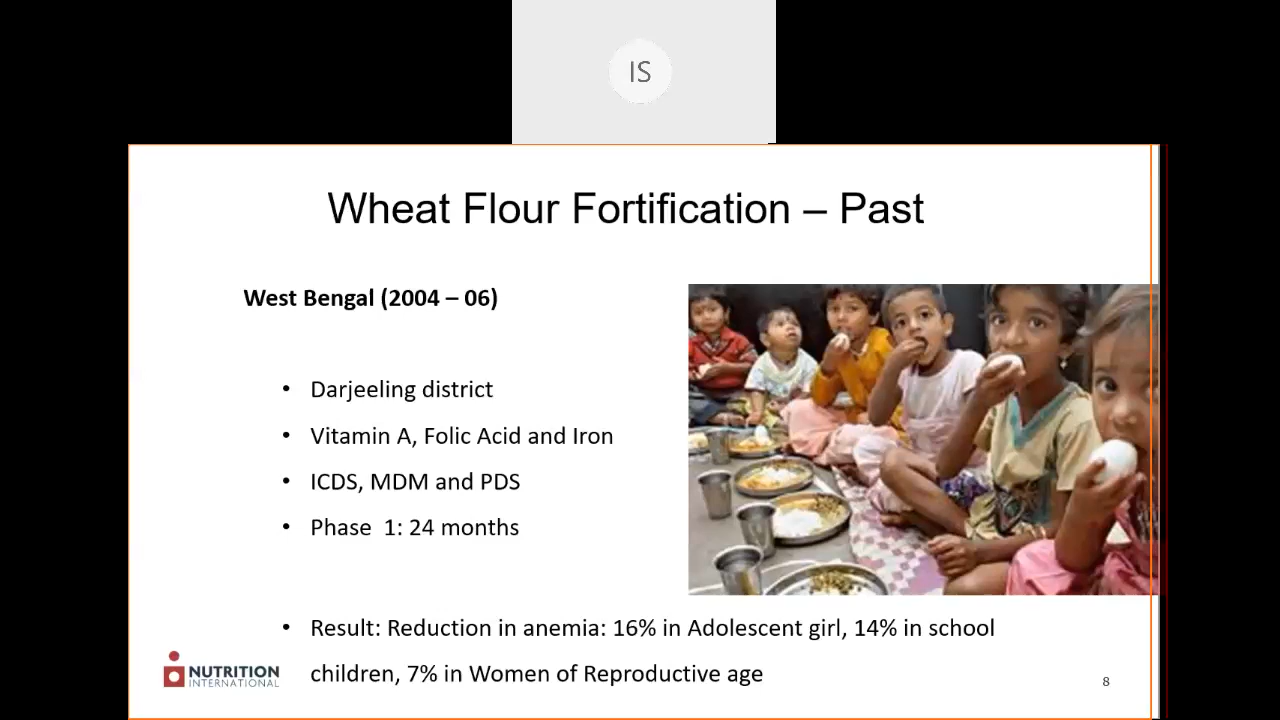 IS
Wheat Flour Fortification – Past
West Bengal (2004 – 06)
• Darjeeling district
• Vitamin A, Folic Acid and Iron
• ICDS, MDM and PDS
• Phase  1: 24 months
• Result: Reduction in anemia: 16% in Adolescent girl, 14% in school
children, 7% in Women of Reproductive age
NUTRITION
INTERNATIONAL
8